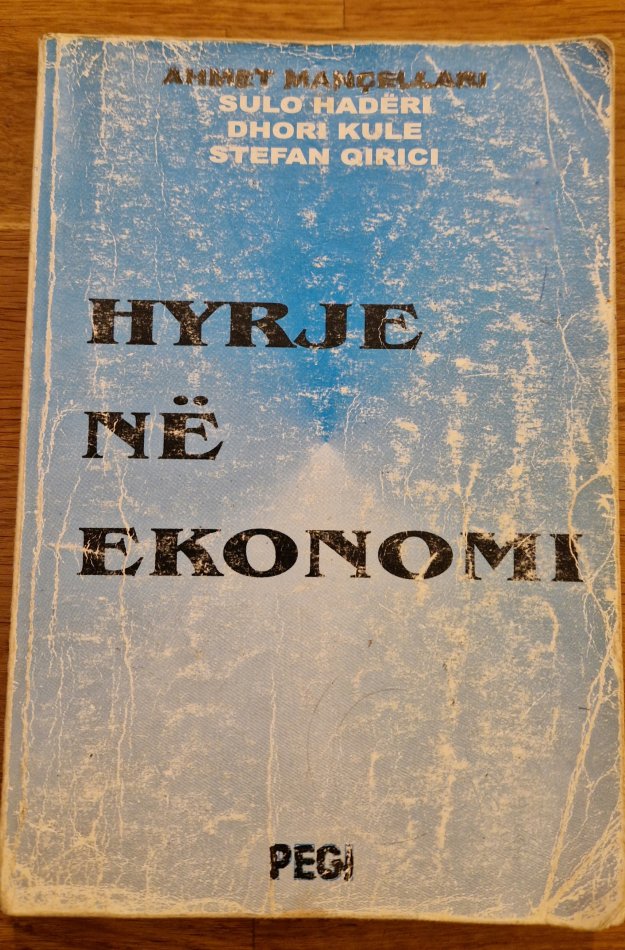 AHMET MANÇELLARI
SULO HADËRI
DHORI KULE
STEFAN QIRICI
HYRJE
NË
EKONOMI
PEGI